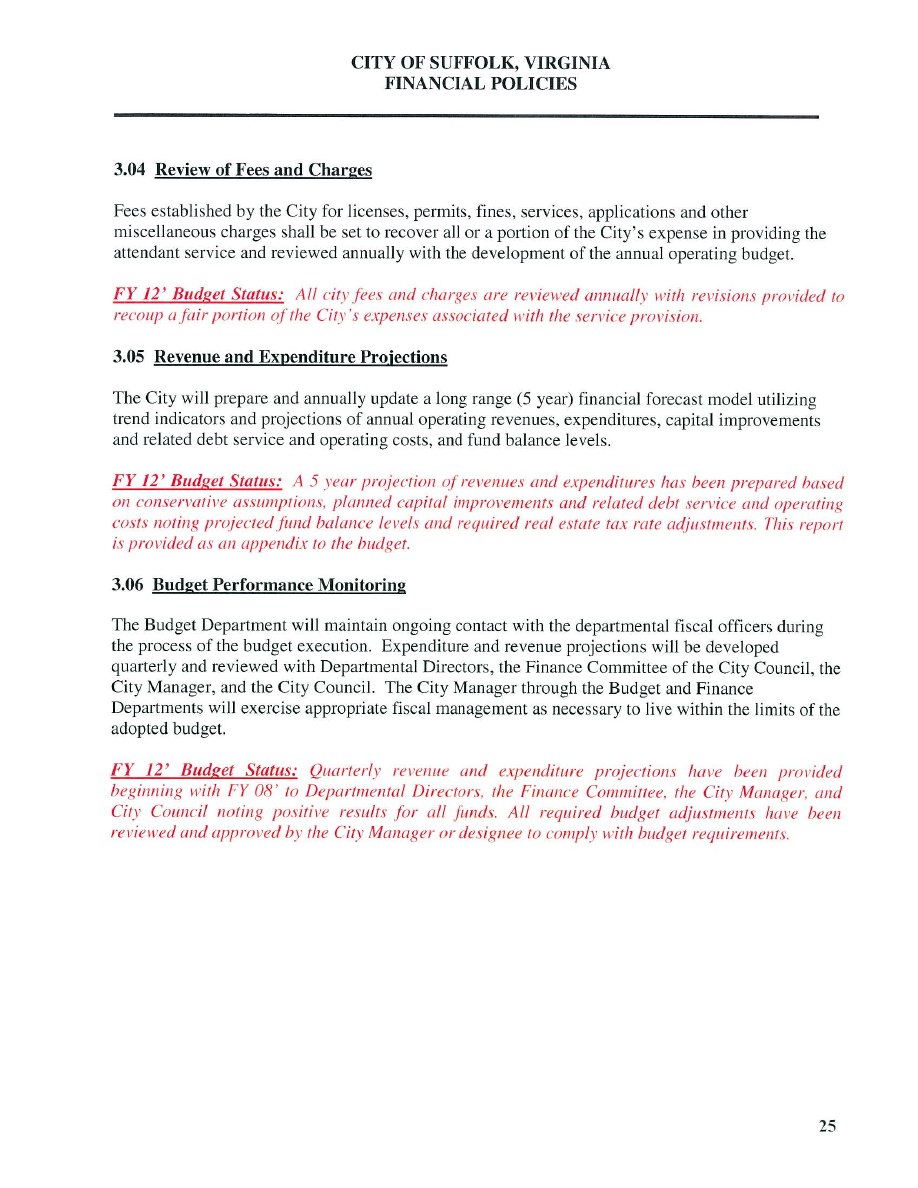 CITY OF SUFFOLK, VIRGINIA
FINANCIAL POLICIES
3.04 Review of Fees and Charges
Fees established by the City for licenses, permits, fines, services, applications and other
miscellaneous charges shall be set to recover all or a portion of the City's expense in providing the
attendant service and reviewed annually with the development of the annual operating budget.
FY 12' Budget Status: All city fees and charges are reviewed annually with revisions provided to
recoup a fair portion of the City's expenses associated with the service provision.
3.05 Revenue and Expenditure Projections
The City will prepare and annually update a long range (5 year) financial forecast model utilizing
trend indicators and projections of annual operating revenues, expenditures, capital improvements
and related debt service and operating costs, and fund balance levels.
FY 12' Budget Status: A 5 year projection of revenues and expenditures has been prepared based
on conservative assumptions, planned capital improvements and related debt service and operating
costs noting projected fund balance levels and required real estate tax rate adjustments. This report
is provided as an appendix to the budget.
3.06 Budget Performance Monitoring
The Budget Department will maintain ongoing contact with the departmental fiscal officers during
the process of the budget execution. Expenditure and revenue projections will be developed
quarterly and reviewed with Departmental Directors, the Finance Committee of the City Council, the
City Manager, and the City Council. The City Manager through the Budget and Finance
Departments will exercise appropriate fiscal management as necessary to live within the limits of the
adopted budget.
FY 12' Budget Status: Quarterly revenue and expenditure projections have been provided
beginning with FY 08' to Departmental Directors, the Finance Committee, the City Manager, and
City Council noting positive results for all funds. All required budget adjustments have been
reviewed and approved by the City Manager or designee to comply with budget requirements.
25